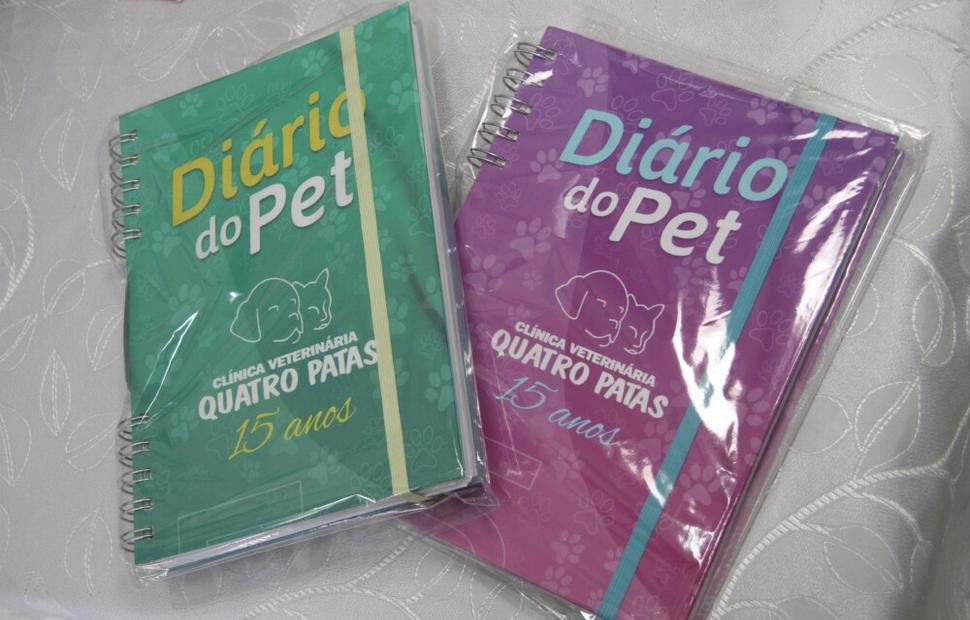 Diário
do Pet
CLÍNICA VETERINÁRIA
QUATRO PATAS
15 anos
Diário
do Pet
CLÍNICA VETERINÁRIA
QUATRO PATAS
15 anos